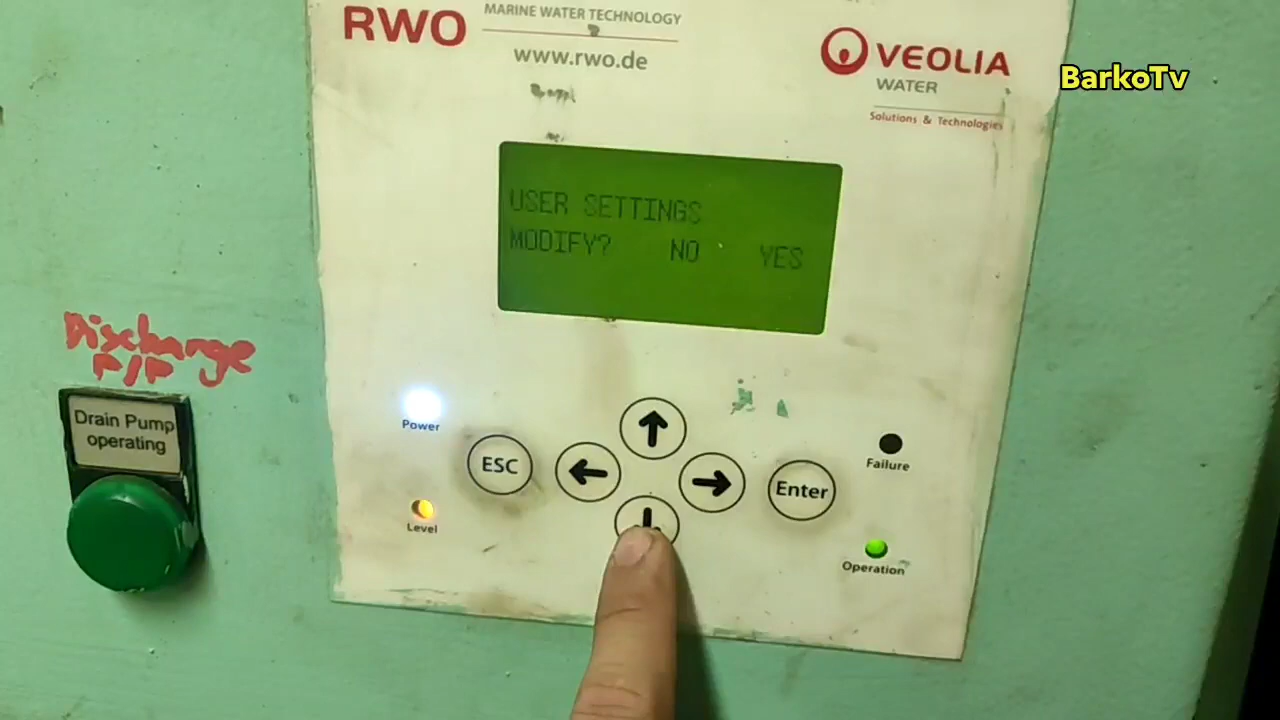 RWO
MARINE WATER TECHNOLOGY
www.rwo.de
VEOLIA
WATER
Solutions & Technologies
BarkoTv
USER SETTINGS
MODIFY? NO YES
Discharge
P/P
Drain Pump
operating
Power
Level
ESC
Enter
Failure
Operation